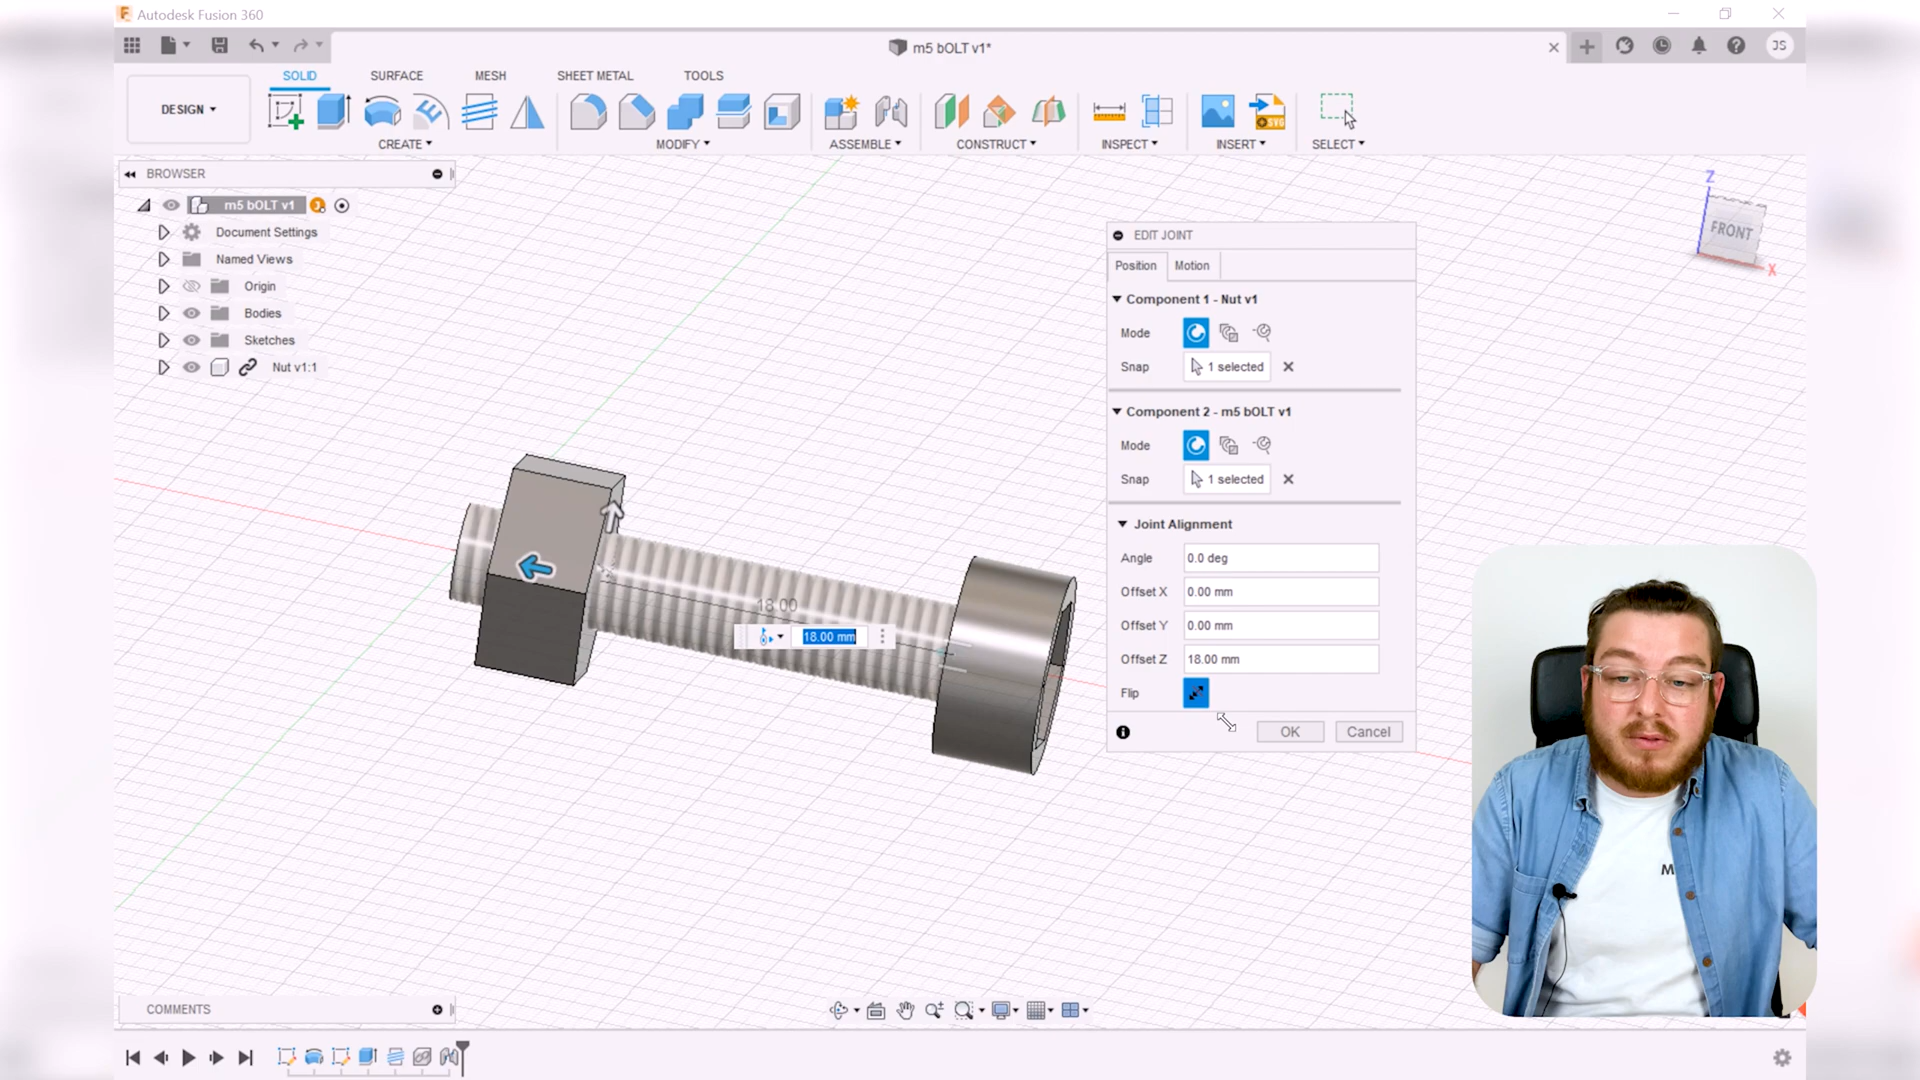 Autodesk Fusion 360
m5 bOLT v1*
JS
DESIGN
SOLID
SURFACE
MESH
SHEET METAL
TOOLS
CREATE
MODIFY
ASSEMBLE
CONSTRUCT
INSPECT
INSERT
SELECT
SVG
BROWSER
m5 bOLT v1
Document Settings
Named Views
Origin
Bodies
Sketches
Nut v1:1
Z
FRONT
X
EDIT JOINT
Position
Motion
Component 1 - Nut v1
Mode
Snap
1 selected
Component 2 - m5 bOLT v1
Mode
Snap
1 selected
Joint Alignment
Angle
0.0 deg
Offset X
0.00 mm
Offset Y
0.00 mm
Offset Z
18.00 mm
Flip
OK
Cancel
18.00
18.00 mm
M
COMMENTS